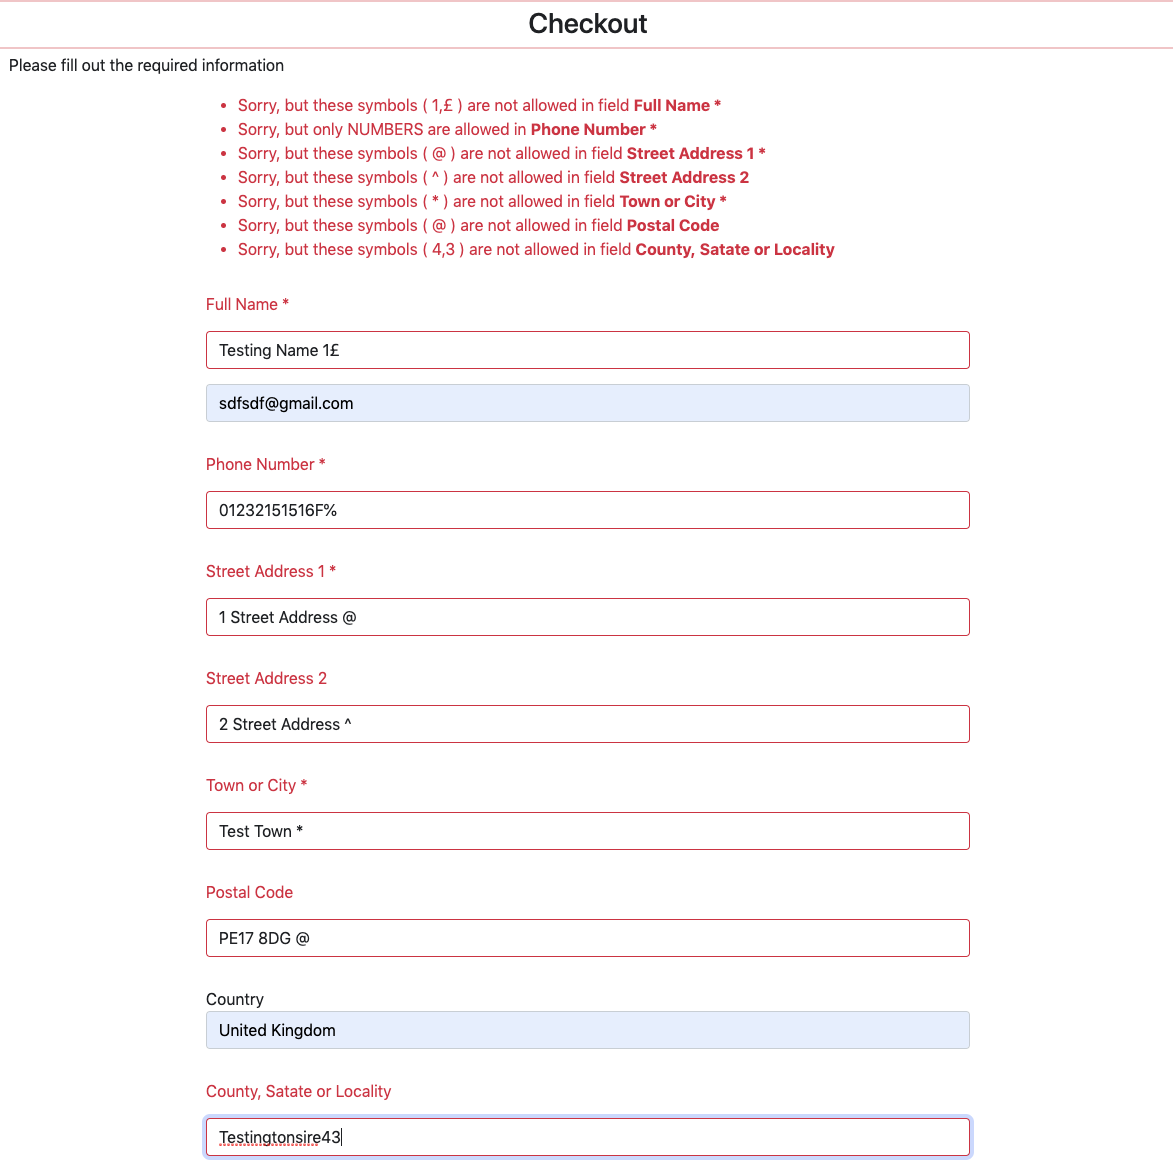 Checkout
Please fill out the required information
• Sorry, but these symbols ( 1,£ ) are not allowed in field Full Name *
• Sorry, but only NUMBERS are allowed in Phone Number *
• Sorry, but these symbols ( @ ) are not allowed in field Street Address 1 *
• Sorry, but these symbols ( ^ ) are not allowed in field Street Address 2
• Sorry, but these symbols ( * ) are not allowed in field Town or City *
• Sorry, but these symbols ( @ ) are not allowed in field Postal Code
• Sorry, but these symbols ( 4,3 ) are not allowed in field County, Satate or Locality
Full Name *
Testing Name 1£
sdfsdf@gmail.com
Phone Number *
01232151516F%
Street Address 1 *
1 Street Address @
Street Address 2
2 Street Address ^
Town or City *
Test Town *
Postal Code
PE17 8DG @
Country
United Kingdom
County, Satate or Locality
Testingtonsire43